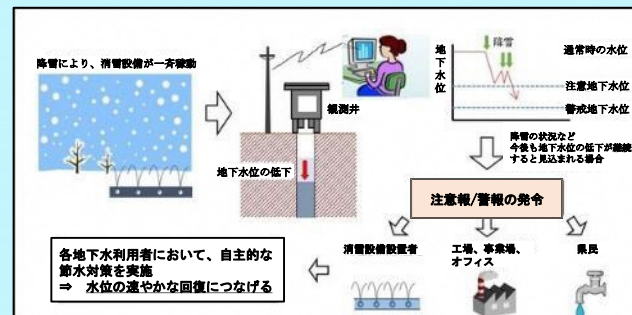 降雪により、消雪設備が一斉稼動
観測井
地下水位の低下
地下水位
降雪
通常時の水位
注意地下水位
警戒地下水位
降雪の状況など
今後も地下水位の低下が継続
すると見込まれる場合
注意報/警報の発令
消雪設備設置者
工場、事業場、
オフィス
県民
各地下水利用者において、自主的な
節水対策を実施
⇒ 水位の速やかな回復につなげる